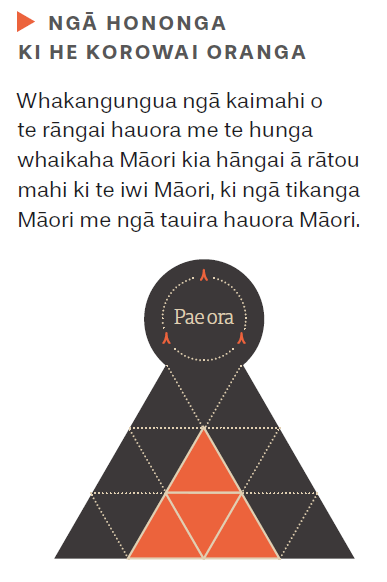 NGĀ HONONGA
KI HE KOROWAI ORANGA
Whakangungua ngā kaimahi o
te rāngai hauora me te hunga
whaikaha Māori kia hāngai ā rātou
mahi ki te iwi Māori, ki ngā tikanga
Māori me ngā tauira hauora Māori.
Pae ora